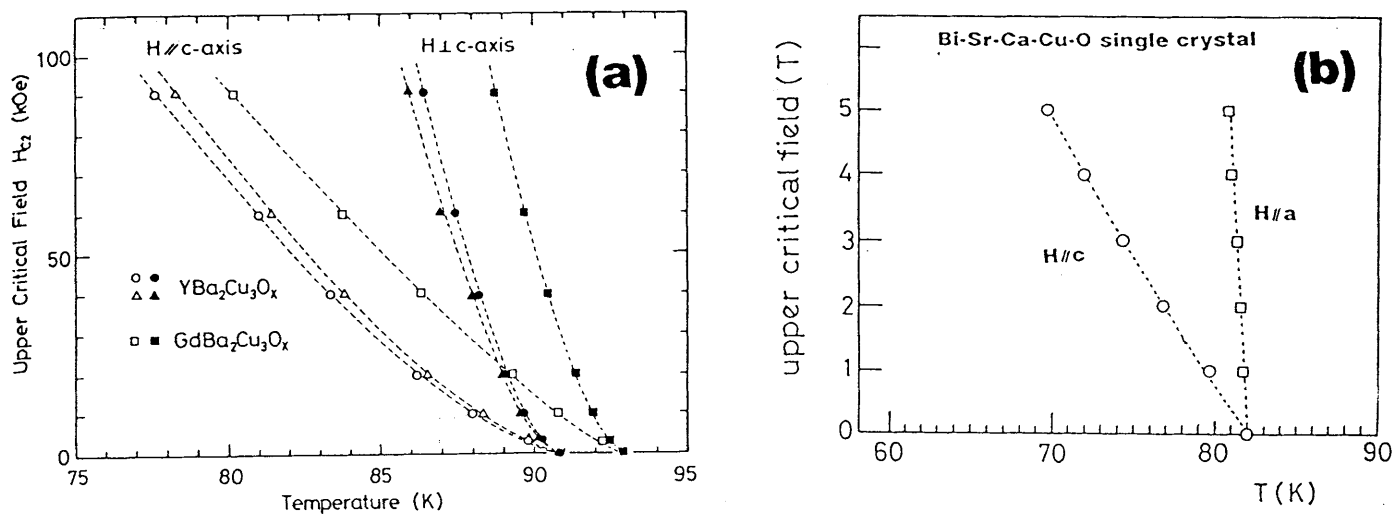 H//c-axis
H⊥c-axis
(a)
Upper Critical Field H_C2 (kOe)
100
50
0
YBa₂Cu₃Oₓ
GdBa₂Cu₃Oₓ
75
80
85
90
95
Temperature (K)
Bi-Sr-Ca-Cu-O single crystal
(b)
upper critical field (T)
5
4
3
2
1
0
H//c
H//a
60
70
80
90
T(K)